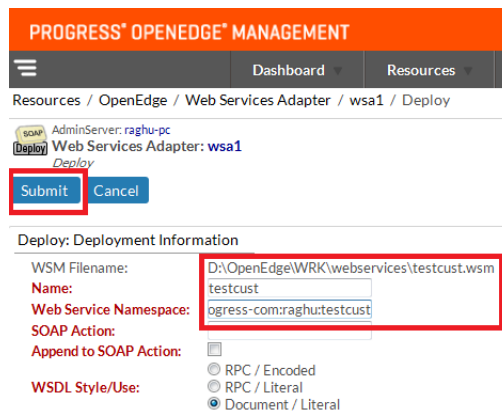 PROGRESS® OPENEDGE® MANAGEMENT
Dashboard Resources
Resources / OpenEdge / Web Services Adapter / wsa1 / Deploy
SOAP AdminServer: raghu-pc
Deploy Web Services Adapter: wsa1
Deploy
Submit Cancel
Deploy: Deployment Information
WSM Filename: D:\OpenEdge\WRK\webservices\testcust.wsm
Name: testcust
Web Service Namespace: ogress-com:raghu:testcust
SOAP Action:
Append to SOAP Action:
RPC / Encoded
WSDL Style/Use: RPC / Literal
Document / Literal